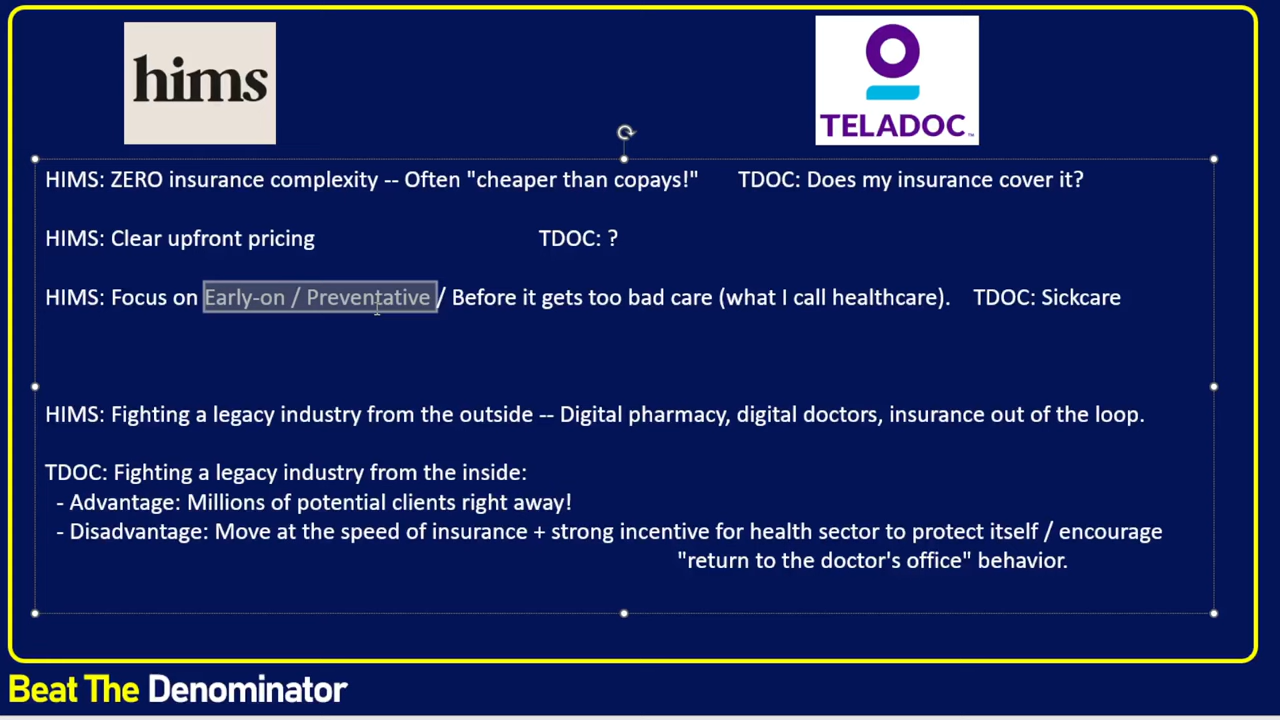 hims
TELADOC™
HIMS: ZERO insurance complexity -- Often "cheaper than copays!" TDOC: Does my insurance cover it?
HIMS: Clear upfront pricing TDOC: ?
HIMS: Focus on Early-on / Preventative / Before it gets too bad care (what I call healthcare). TDOC: Sickcare
HIMS: Fighting a legacy industry from the outside -- Digital pharmacy, digital doctors, insurance out of the loop.
TDOC: Fighting a legacy industry from the inside:
- Advantage: Millions of potential clients right away!
- Disadvantage: Move at the speed of insurance + strong incentive for health sector to protect itself / encourage
"return to the doctor's office" behavior.
Beat The Denominator